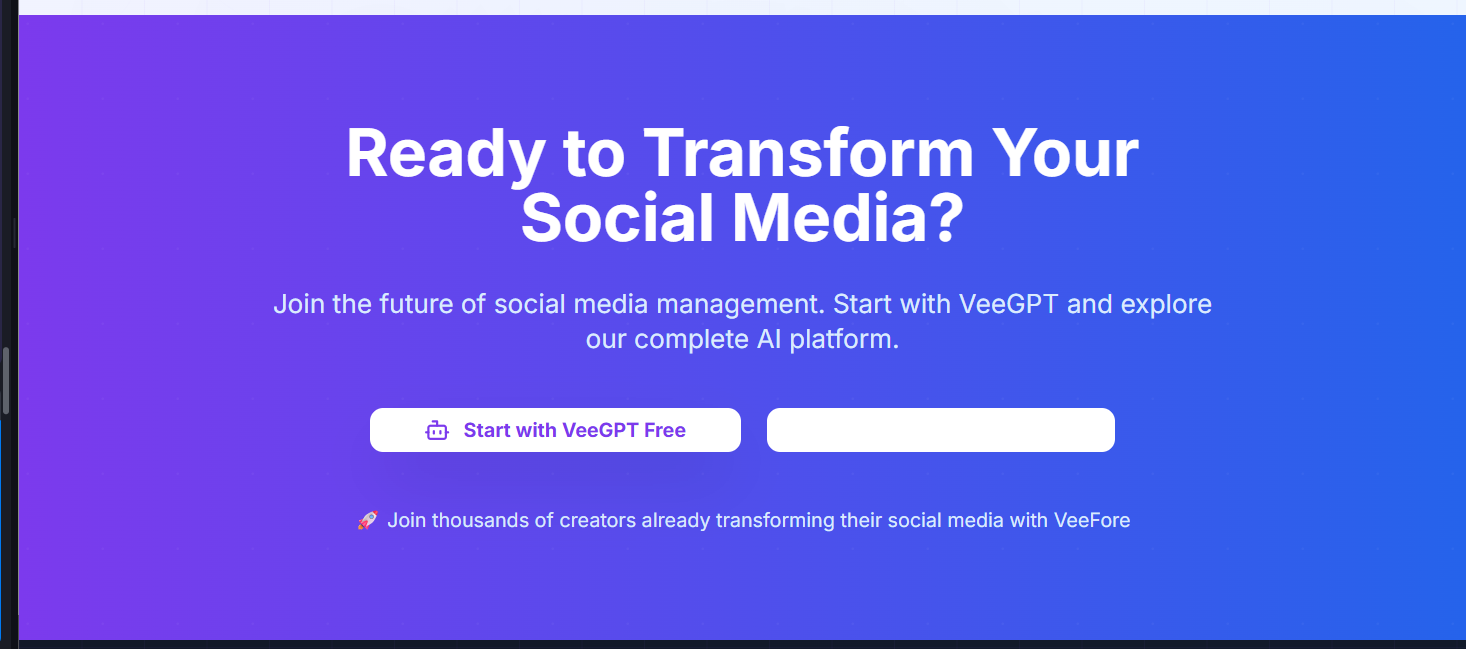 Ready to Transform Your
Social Media?
Join the future of social media management. Start with VeeGPT and explore
our complete AI platform.
Start with VeeGPT Free
🚀 Join thousands of creators already transforming their social media with VeeFore